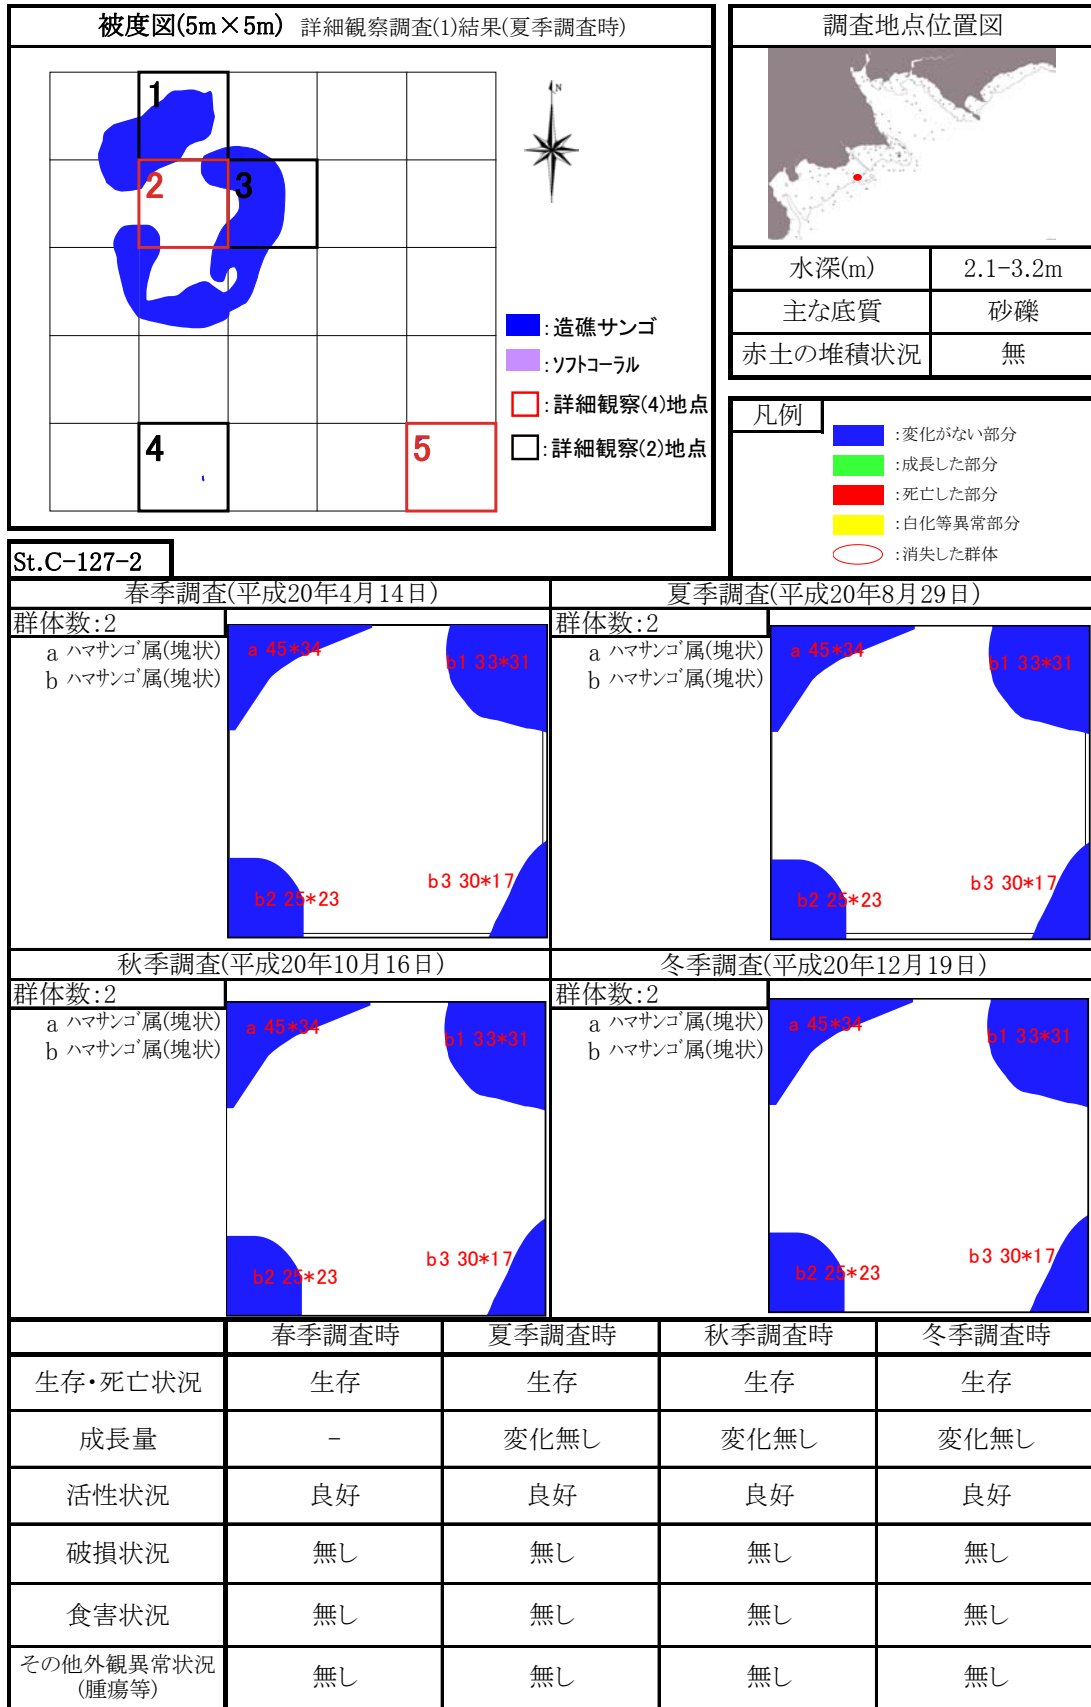 被度図(5m×5m) 詳細観察調査(1)結果(夏季調査時)
1
2
3
4
5
N
:造礁サンゴ
:ソフトコーラル
:詳細観察(4)地点
:詳細観察(2)地点
調査地点位置図
水深(m) 2.1-3.2m
主な底質 砂礫
赤土の堆積状況 無
凡例
:変化がない部分
:成長した部分
:死亡した部分
:白化等異常部分
:消失した群体
St.C-127-2
春季調査(平成20年4月14日)
群体数:2
a ハマサンゴ属(塊状)
b ハマサンゴ属(塊状)
a 45*34
b1 33*31
b2 25*23
b3 30*17
夏季調査(平成20年8月29日)
群体数:2
a ハマサンゴ属(塊状)
b ハマサンゴ属(塊状)
a 45*34
b1 33*31
b2 25*23
b3 30*17
秋季調査(平成20年10月16日)
群体数:2
a ハマサンゴ属(塊状)
b ハマサンゴ属(塊状)
a 45*34
b1 33*31
b2 25*23
b3 30*17
冬季調査(平成20年12月19日)
群体数:2
a ハマサンゴ属(塊状)
b ハマサンゴ属(塊状)
a 45*34
b1 33*31
b2 25*23
b3 30*17
春季調査時 夏季調査時 秋季調査時 冬季調査時
生存・死亡状況 生存 生存 生存 生存
成長量 - 変化無し 変化無し 変化無し
活性状況 良好 良好 良好 良好
破損状況 無し 無し 無し 無し
食害状況 無し 無し 無し 無し
その他外観異常状況
(腫瘍等) 無し 無し 無し 無し